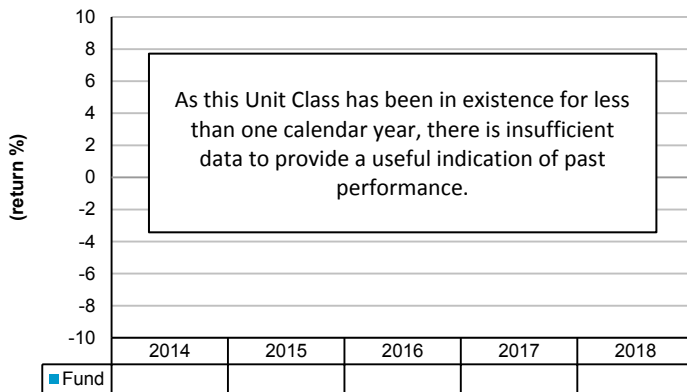 10
8
6
4
2
0
-2
-4
-6
-8
-10
(return %)
As this Unit Class has been in existence for less
than one calendar year, there is insufficient
data to provide a useful indication of past
performance.
2014 2015 2016 2017 2018
Fund